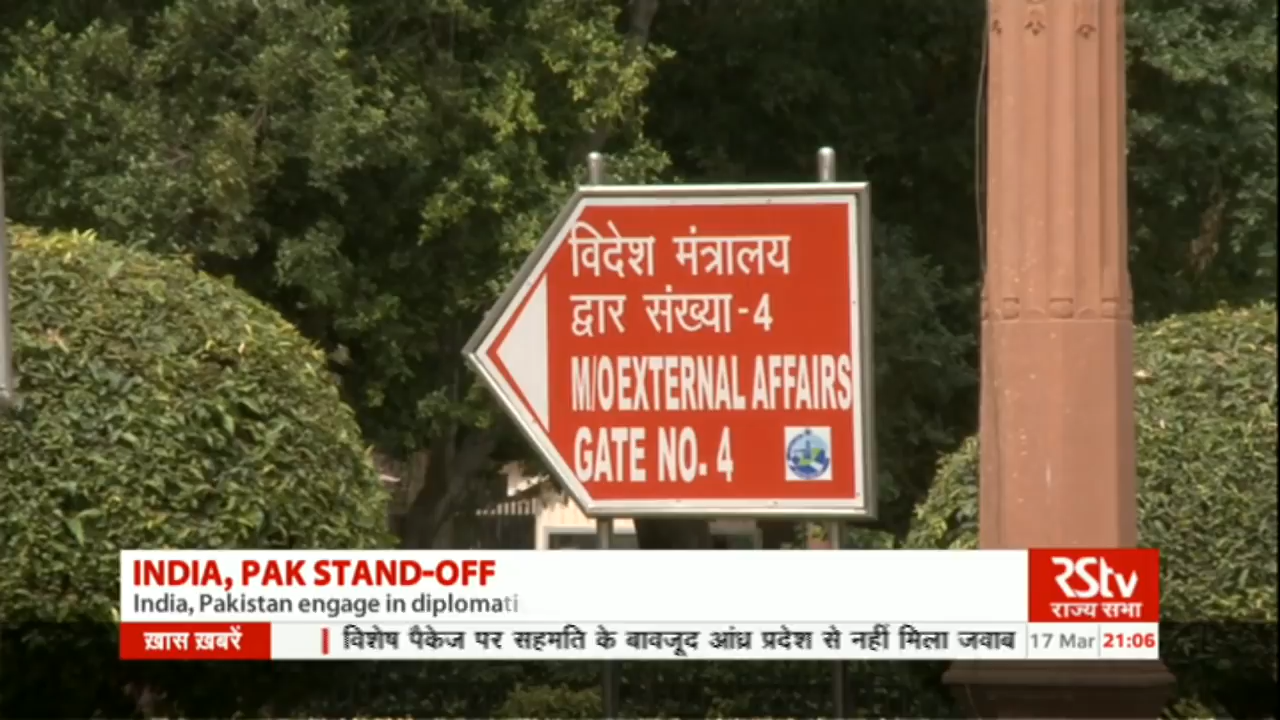 विदेश मंत्रालय
द्वार संख्या-4
M/O EXTERNAL AFFAIRS
GATE NO. 4
INDIA, PAK STAND-OFF
India, Pakistan engage in diplomati
RSTV
राज्य सभा
ख़ास ख़बरें
विशेष पैकेज पर सहमति के बावजूद आंध्र प्रदेश से नहीं मिला जवाब
17 Mar 21:06